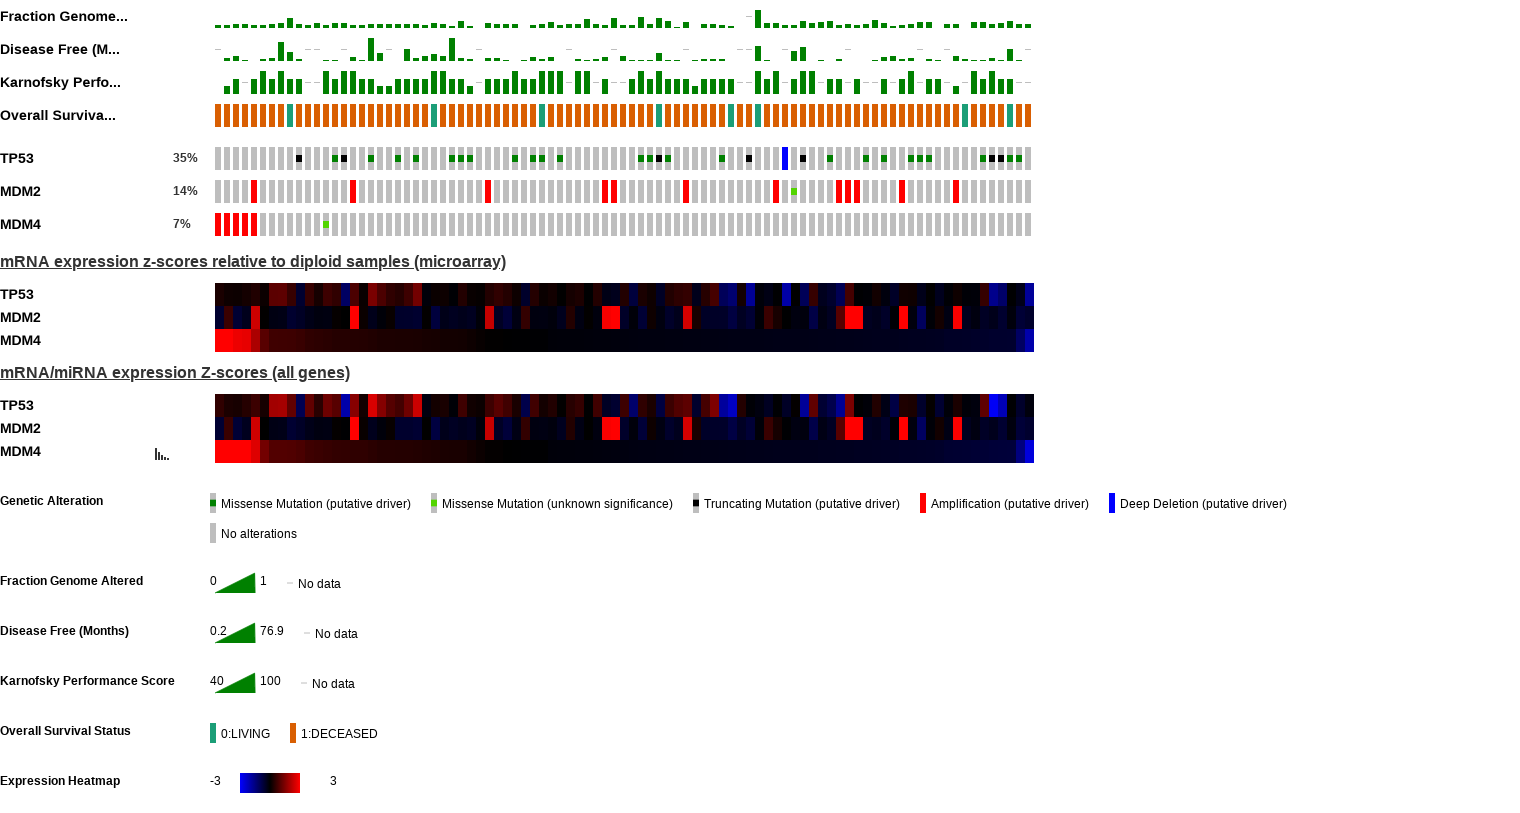 Fraction Genome...
Disease Free (M...
Karnofsky Perfo...
Overall Surviva...
TP53 35%
MDM2 14%
MDM4 7%
mRNA expression z-scores relative to diploid samples (microarray)
TP53
MDM2
MDM4
mRNA/miRNA expression Z-scores (all genes)
TP53
MDM2
MDM4
Genetic Alteration Missense Mutation (putative driver) Missense Mutation (unknown significance) Truncating Mutation (putative driver) Amplification (putative driver) Deep Deletion (putative driver)
No alterations
Fraction Genome Altered 0 1 No data
Disease Free (Months) 0.2 76.9 No data
Karnofsky Performance Score 40 100 No data
Overall Survival Status 0:LIVING 1:DECEASED
Expression Heatmap -3 3